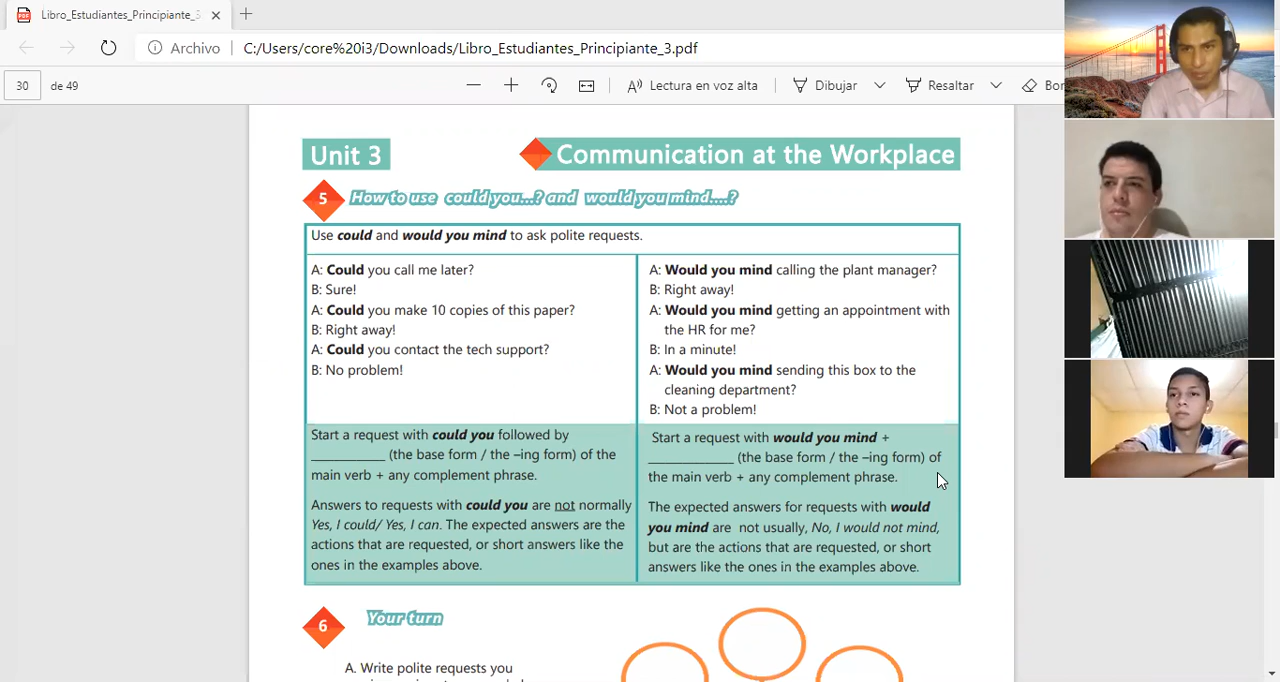 Libro_Estudiantes_Principiante_3
Archivo
C:/Users/core%20i3/Downloads/Libro_Estudiantes_Principiante_3.pdf
30
de 49
Lectura en voz alta
Dibujar
Resaltar
Unit 3
Communication at the Workplace
5
How to use could you...? and would you mind....?
Use could and would you mind to ask polite requests.
A: Could you call me later?
B: Sure!
A: Could you make 10 copies of this paper?
B: Right away!
A: Could you contact the tech support?
B: No problem!
A: Would you mind calling the plant manager?
B: Right away!
A: Would you mind getting an appointment with
the HR for me?
B: In a minute!
A: Would you mind sending this box to the
cleaning department?
B: Not a problem!
Start a request with could you followed by
___________ (the base form / the –ing form) of the
main verb + any complement phrase.
Answers to requests with could you are not normally
Yes, I could/ Yes, I can. The expected answers are the
actions that are requested, or short answers like the
ones in the examples above.
Start a request with would you mind +
_____________ (the base form / the –ing form) of
the main verb + any complement phrase.
The expected answers for requests with would
you mind are not usually, No, I would not mind,
but are the actions that are requested, or short
answers like the ones in the examples above.
6
Your turn
A. Write polite requests you